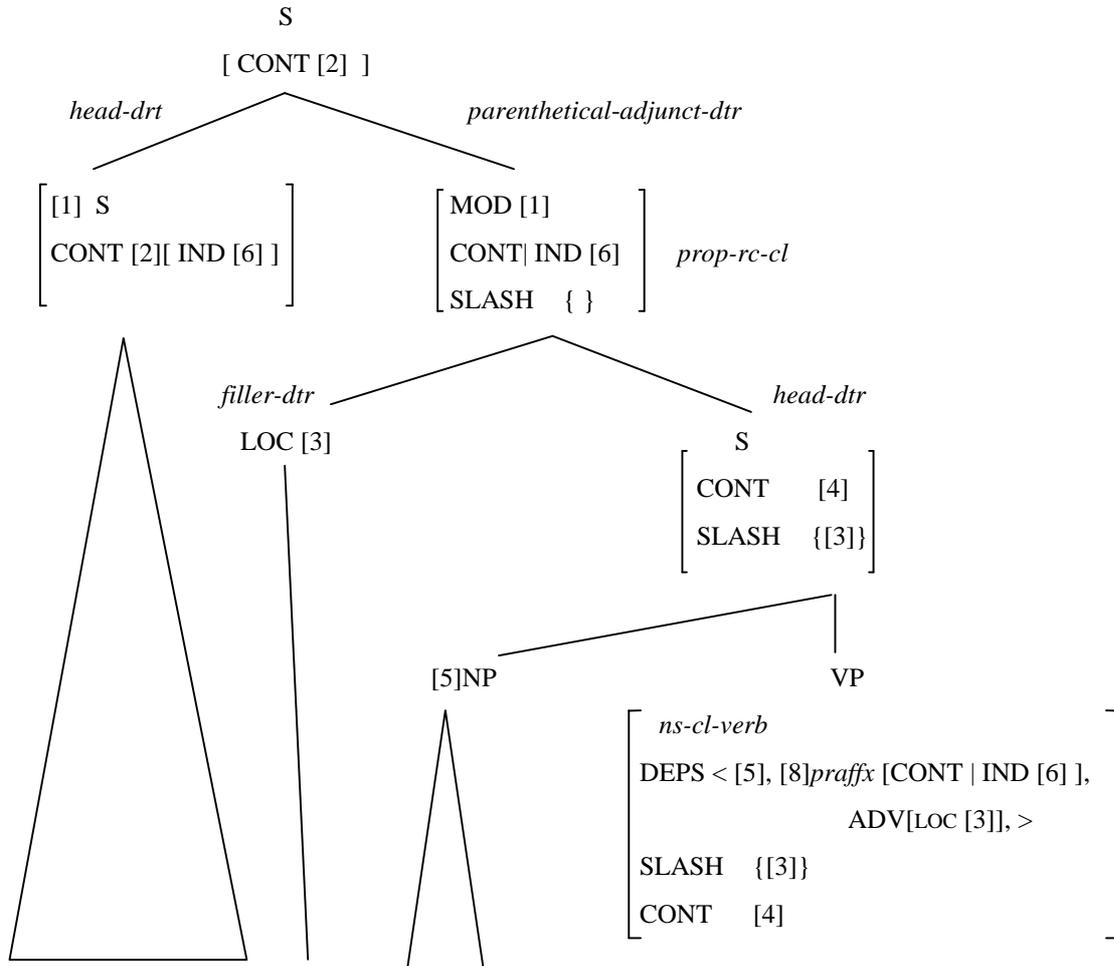 S
[ CONT [2] ]
head-drt parenthetical-adjunct-dtr
[1] S
CONT [2][ IND [6] ]
MOD [1]
CONT| IND [6]
SLASH { }
prop-rc-cl
filler-dtr
LOC [3]
head-dtr
S
CONT [4]
SLASH {[3]}
[5]NP
VP
ns-cl-verb
DEPS < [5], [8]praffx [CONT | IND [6] ],
ADV[LOC [3]], >
SLASH {[3]}
CONT [4]